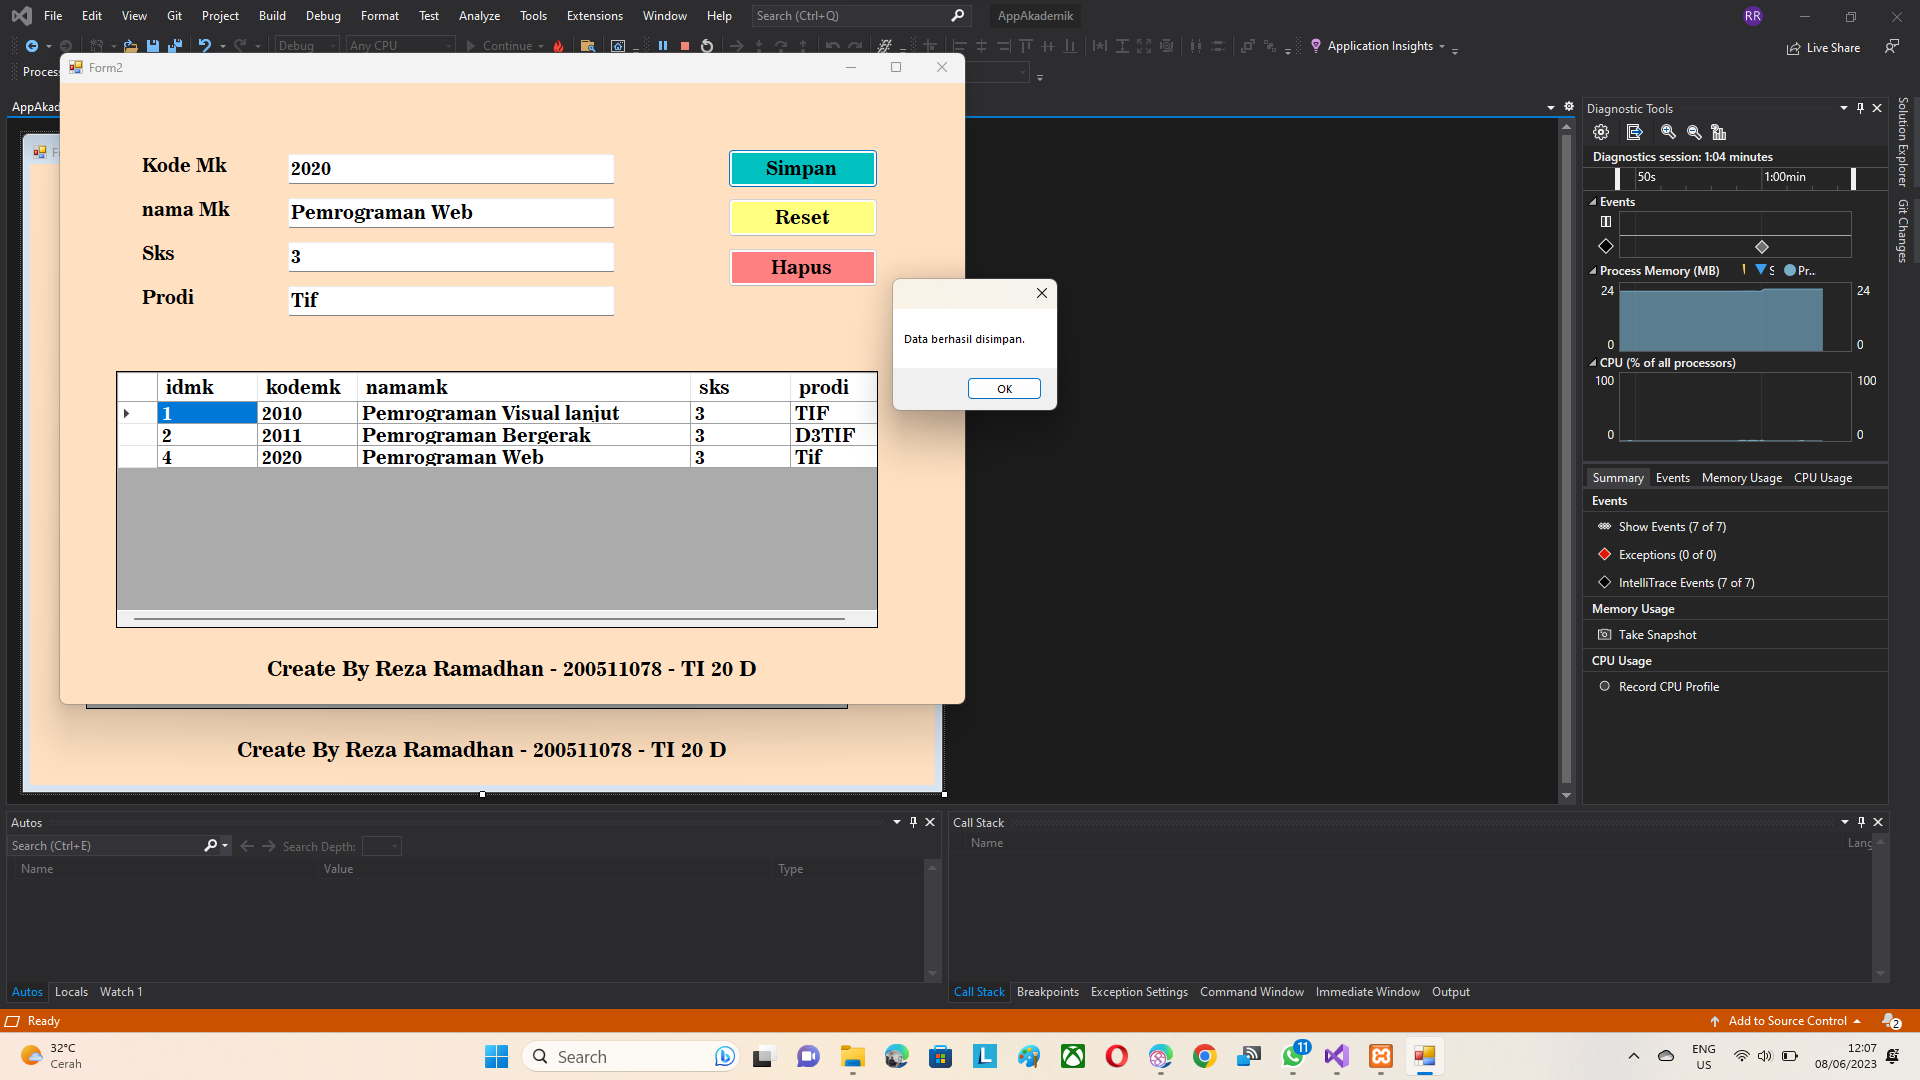 File Edit View Git Project Build Debug Format Test Analyze Tools Extensions Window Help Search (Ctrl+Q) AppAkademik RR
Debug Any CPU Continue Application Insights Live Share
Form2
Kode Mk 2020 Simpan
nama Mk Pemrograman Web Reset
Sks 3 Hapus
Prodi Tif
Data berhasil disimpan.
OK
idmk kodemk namamk sks prodi
1 2010 Pemrograman Visual lanjut 3 TIF
2 2011 Pemrograman Bergerak 3 D3TIF
4 2020 Pemrograman Web 3 Tif
Create By Reza Ramadhan - 200511078 - TI 20 D
Create By Reza Ramadhan - 200511078 - TI 20 D
Diagnostic Tools
Diagnostics session: 1:04 minutes
50s 1:00min
Events
Process Memory (MB) S Pr...
24 24
0 0
CPU (% of all processors)
100 100
0 0
Summary Events Memory Usage CPU Usage
Events
Show Events (7 of 7)
Exceptions (0 of 0)
IntelliTrace Events (7 of 7)
Memory Usage
Take Snapshot
CPU Usage
Record CPU Profile
Solution Explorer
Git Changes
Autos
Search (Ctrl+E) Search Depth:
Name Value Type
Autos Locals Watch 1
Call Stack
Name
Call Stack Breakpoints Exception Settings Command Window Immediate Window Output
Ready Add to Source Control 2
32°C
Cerah
Search
11
ENG
US
12:07
08/06/2023